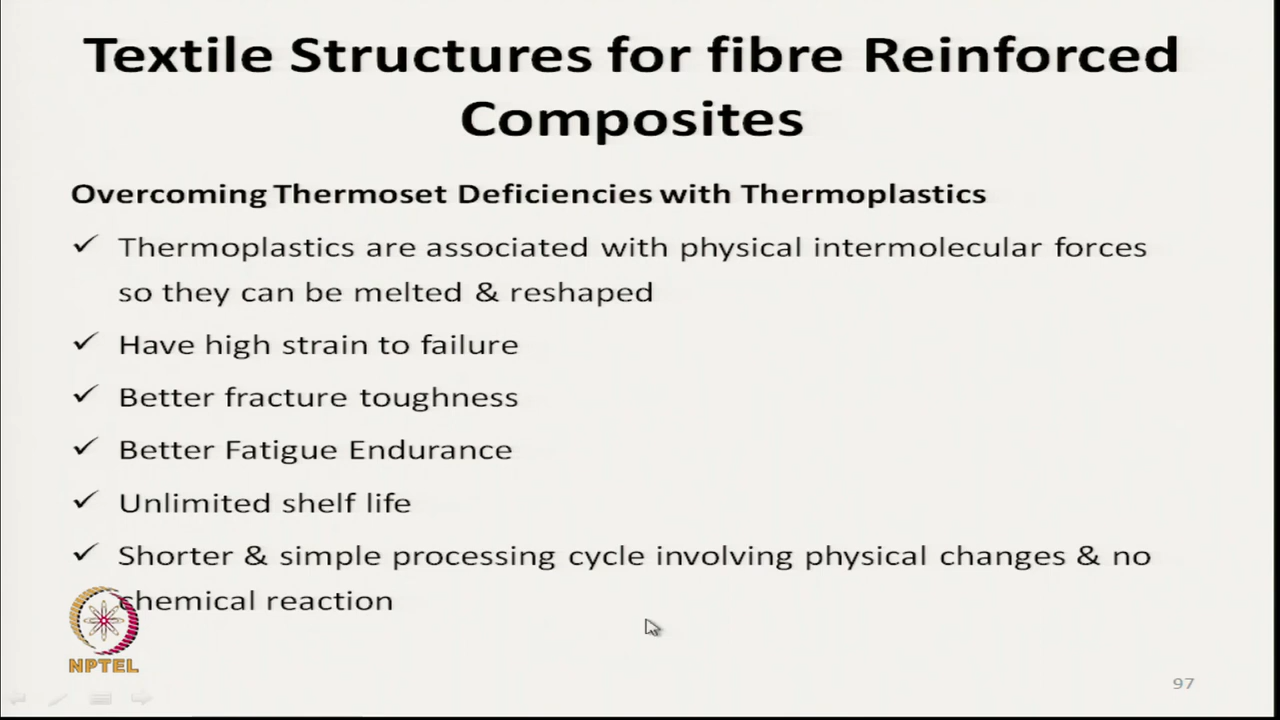 Textile Structures for fibre Reinforced
Composites
Overcoming Thermoset Deficiencies with Thermoplastics
✓ Thermoplastics are associated with physical intermolecular forces
so they can be melted & reshaped
✓ Have high strain to failure
✓ Better fracture toughness
✓ Better Fatigue Endurance
✓ Unlimited shelf life
✓ Shorter & simple processing cycle involving physical changes & no
chemical reaction
NPTEL
97